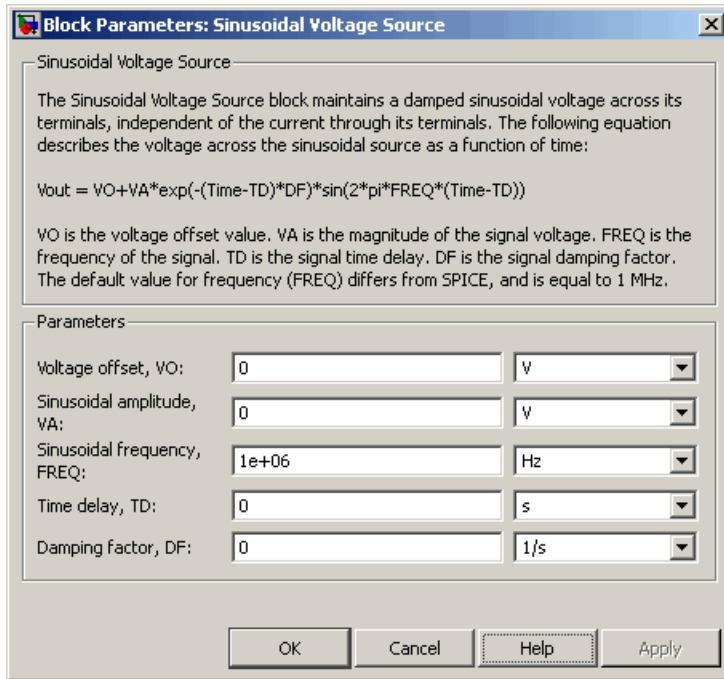 Block Parameters: Sinusoidal Voltage Source
Sinusoidal Voltage Source
The Sinusoidal Voltage Source block maintains a damped sinusoidal voltage across its
terminals, independent of the current through its terminals. The following equation
describes the voltage across the sinusoidal source as a function of time:
Vout = VO+VA*exp(-(Time-TD)*DF)*sin(2*pi*FREQ*(Time-TD))
VO is the voltage offset value. VA is the magnitude of the signal voltage. FREQ is the
frequency of the signal. TD is the signal time delay. DF is the signal damping factor.
The default value for frequency (FREQ) differs from SPICE, and is equal to 1 MHz.
Parameters
Voltage offset, VO: 0 V
Sinusoidal amplitude,
VA: 0 V
Sinusoidal frequency,
FREQ: 1e+06 Hz
Time delay, TD: 0 s
Damping factor, DF: 0 1/s
OK Cancel Help Apply